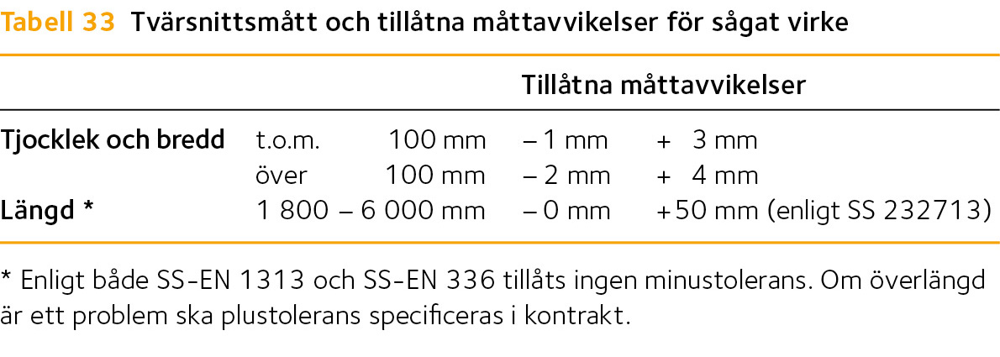 Tabell 33 Tvärsnittsmått och tillåtna måttavvikelser för sågat virke
Tillåtna måttavvikelser
Tjocklek och bredd t.o.m. 100 mm – 1 mm + 3 mm
över 100 mm – 2 mm + 4 mm
Längd * 1 800 – 6 000 mm – 0 mm +50 mm (enligt SS 232713)
* Enligt både SS-EN 1313 och SS-EN 336 tillåts ingen minustolerans. Om överlängd
är ett problem ska plustolerans specificeras i kontrakt.